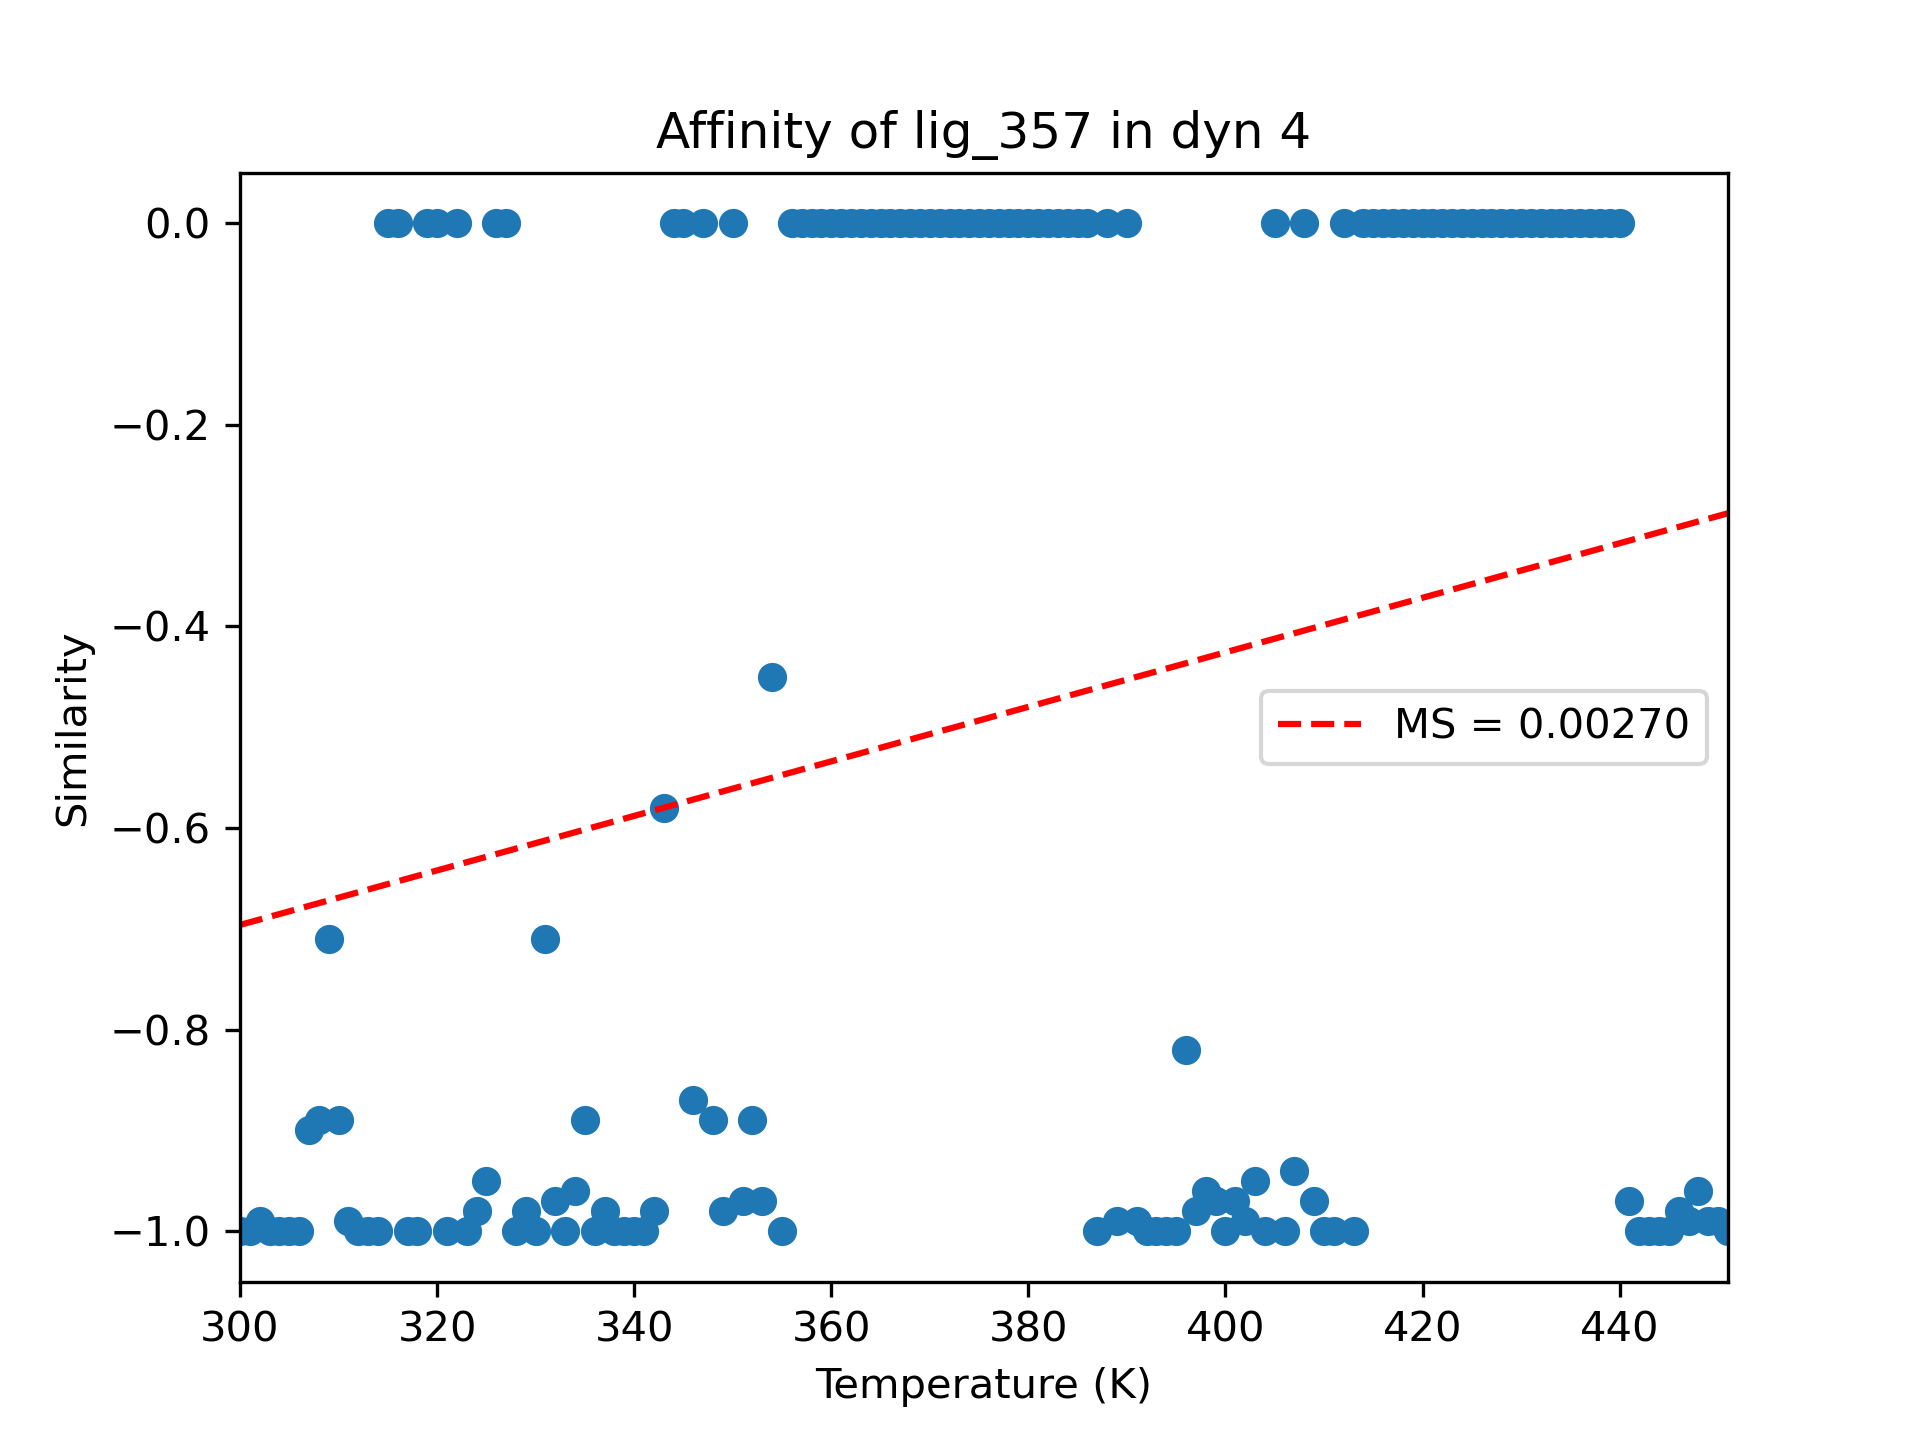 Affinity of lig_357 in dyn 4
0.0
−0.2
−0.4
−0.6
−0.8
−1.0
Similarity
MS = 0.00270
300 320 340 360 380 400 420 440
Temperature (K)